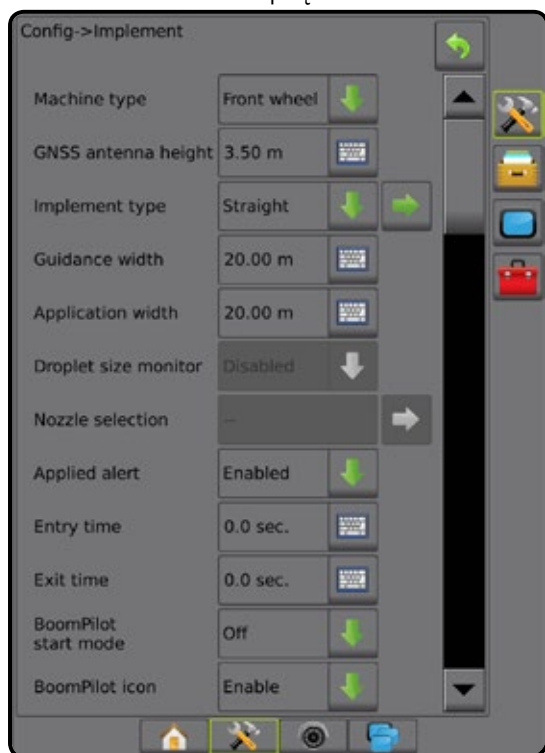 Config->Implement
Machine type Front wheel
GNSS antenna height 3.50 m
Implement type Straight
Guidance width 20.00 m
Application width 20.00 m
Droplet size monitor Disabled
Nozzle selection --
Applied alert Enabled
Entry time 0.0 sec.
Exit time 0.0 sec.
BoomPilot
start mode Off
BoomPilot icon Enable